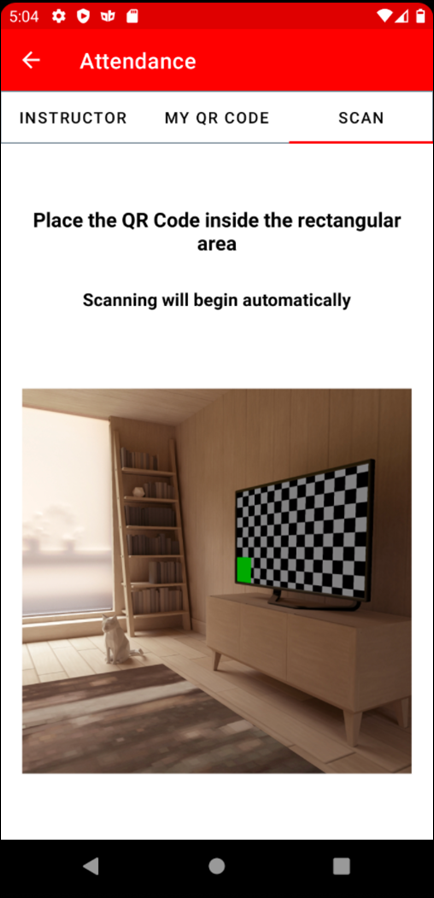 5:04
Attendance
INSTRUCTOR MY QR CODE SCAN
Place the QR Code inside the rectangular
area
Scanning will begin automatically